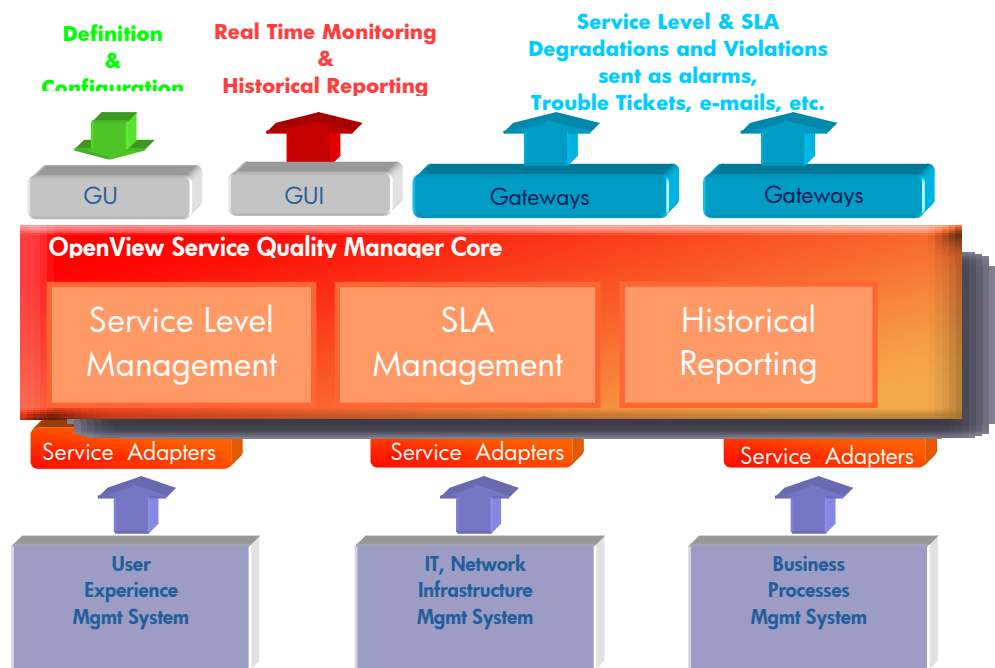 Definition
&
Configuration
Real Time Monitoring
&
Historical Reporting
Service Level & SLA
Degradations and Violations
sent as alarms,
Trouble Tickets, e-mails, etc.
GU
GUI
Gateways
Gateways
OpenView Service Quality Manager Core
Service Level
Management
SLA
Management
Historical
Reporting
Service Adapters
Service Adapters
Service Adapters
User
Experience
Mgmt System
IT, Network
Infrastructure
Mgmt System
Business
Processes
Mgmt System